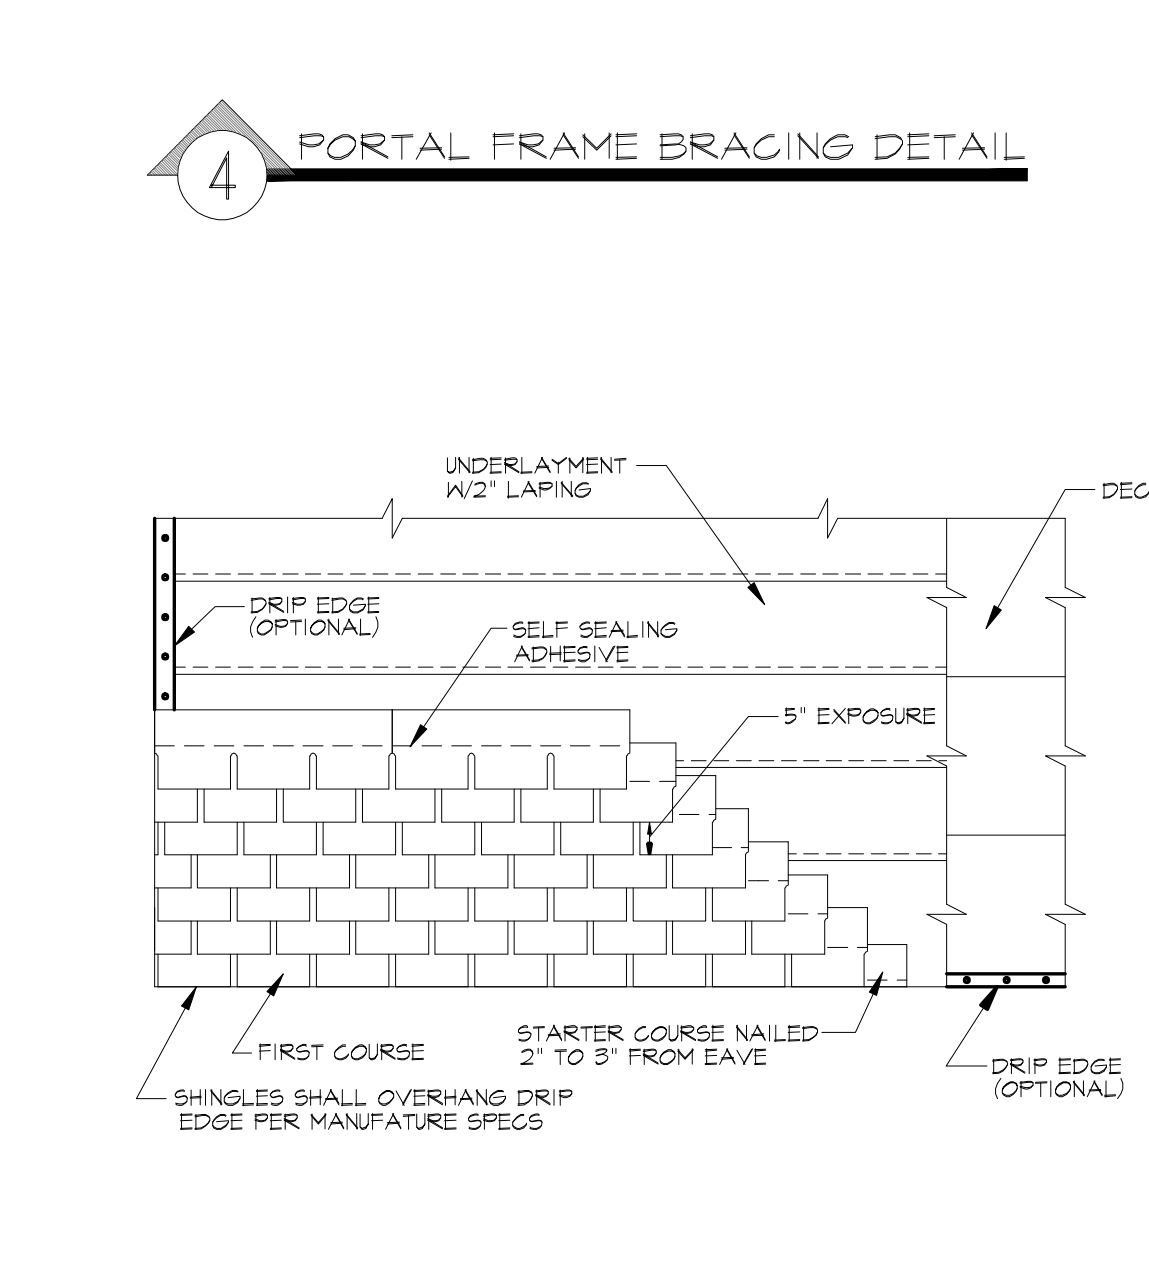 4
PORTAL FRAME BRACING DETAIL
UNDERLAYMENT
W/2" LAPING
DEC
DRIP EDGE
(OPTIONAL)
SELF SEALING
ADHESIVE
5" EXPOSURE
STARTER COURSE NAILED
2" TO 3" FROM EAVE
FIRST COURSE
DRIP EDGE
(OPTIONAL)
SHINGLES SHALL OVERHANG DRIP
EDGE PER MANUFATURE SPECS